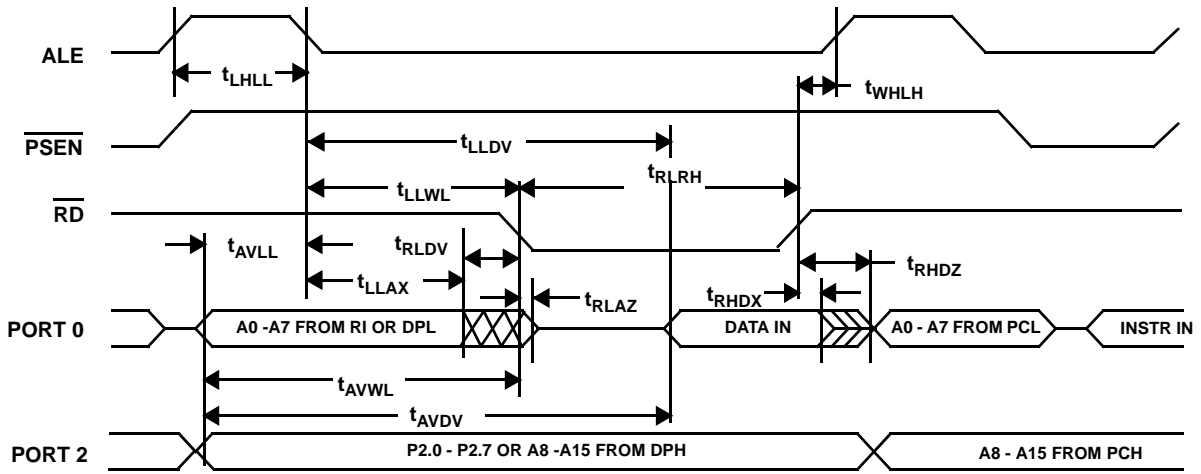 ALE
tLHLL
tWHLH
PSEN
tLLDV
tLLWL
tRLRH
RD
tAVLL
tRLDV
tRHDZ
tLLAX
tRLAZ
tRHDX
PORT 0
A0 -A7 FROM RI OR DPL
DATA IN
A0 - A7 FROM PCL
INSTR IN
tAVWL
tAVDV
PORT 2
P2.0 - P2.7 OR A8 -A15 FROM DPH
A8 - A15 FROM PCH